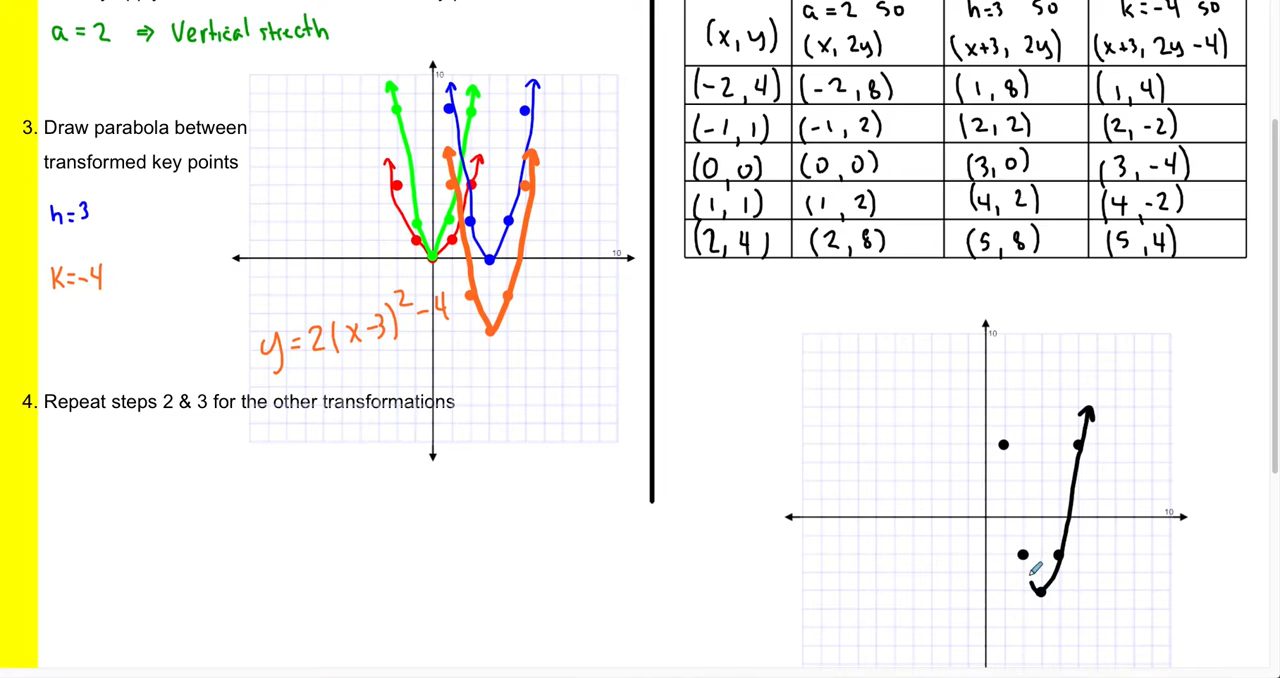 a = 2 ⇒ Vertical strecth
10
3. Draw parabola between
transformed key points
h=3
K=-4
10
y=2(x-3)²-4
4. Repeat steps 2 & 3 for the other transformations
a=2 so h=3 so k=-4 so
(x,y) (x, 2y) (x+3, 2y) (x+3, 2y-4)
(-2,4) (-2,8) (1,8) (1,4)
(-1,1) (-1,2) (2,2) (2,-2)
(0,0) (0,0) (3,0) (3,-4)
(1,1) (1,2) (4,2) (4,-2)
(2,4) (2,8) (5,8) (5,4)
10
10